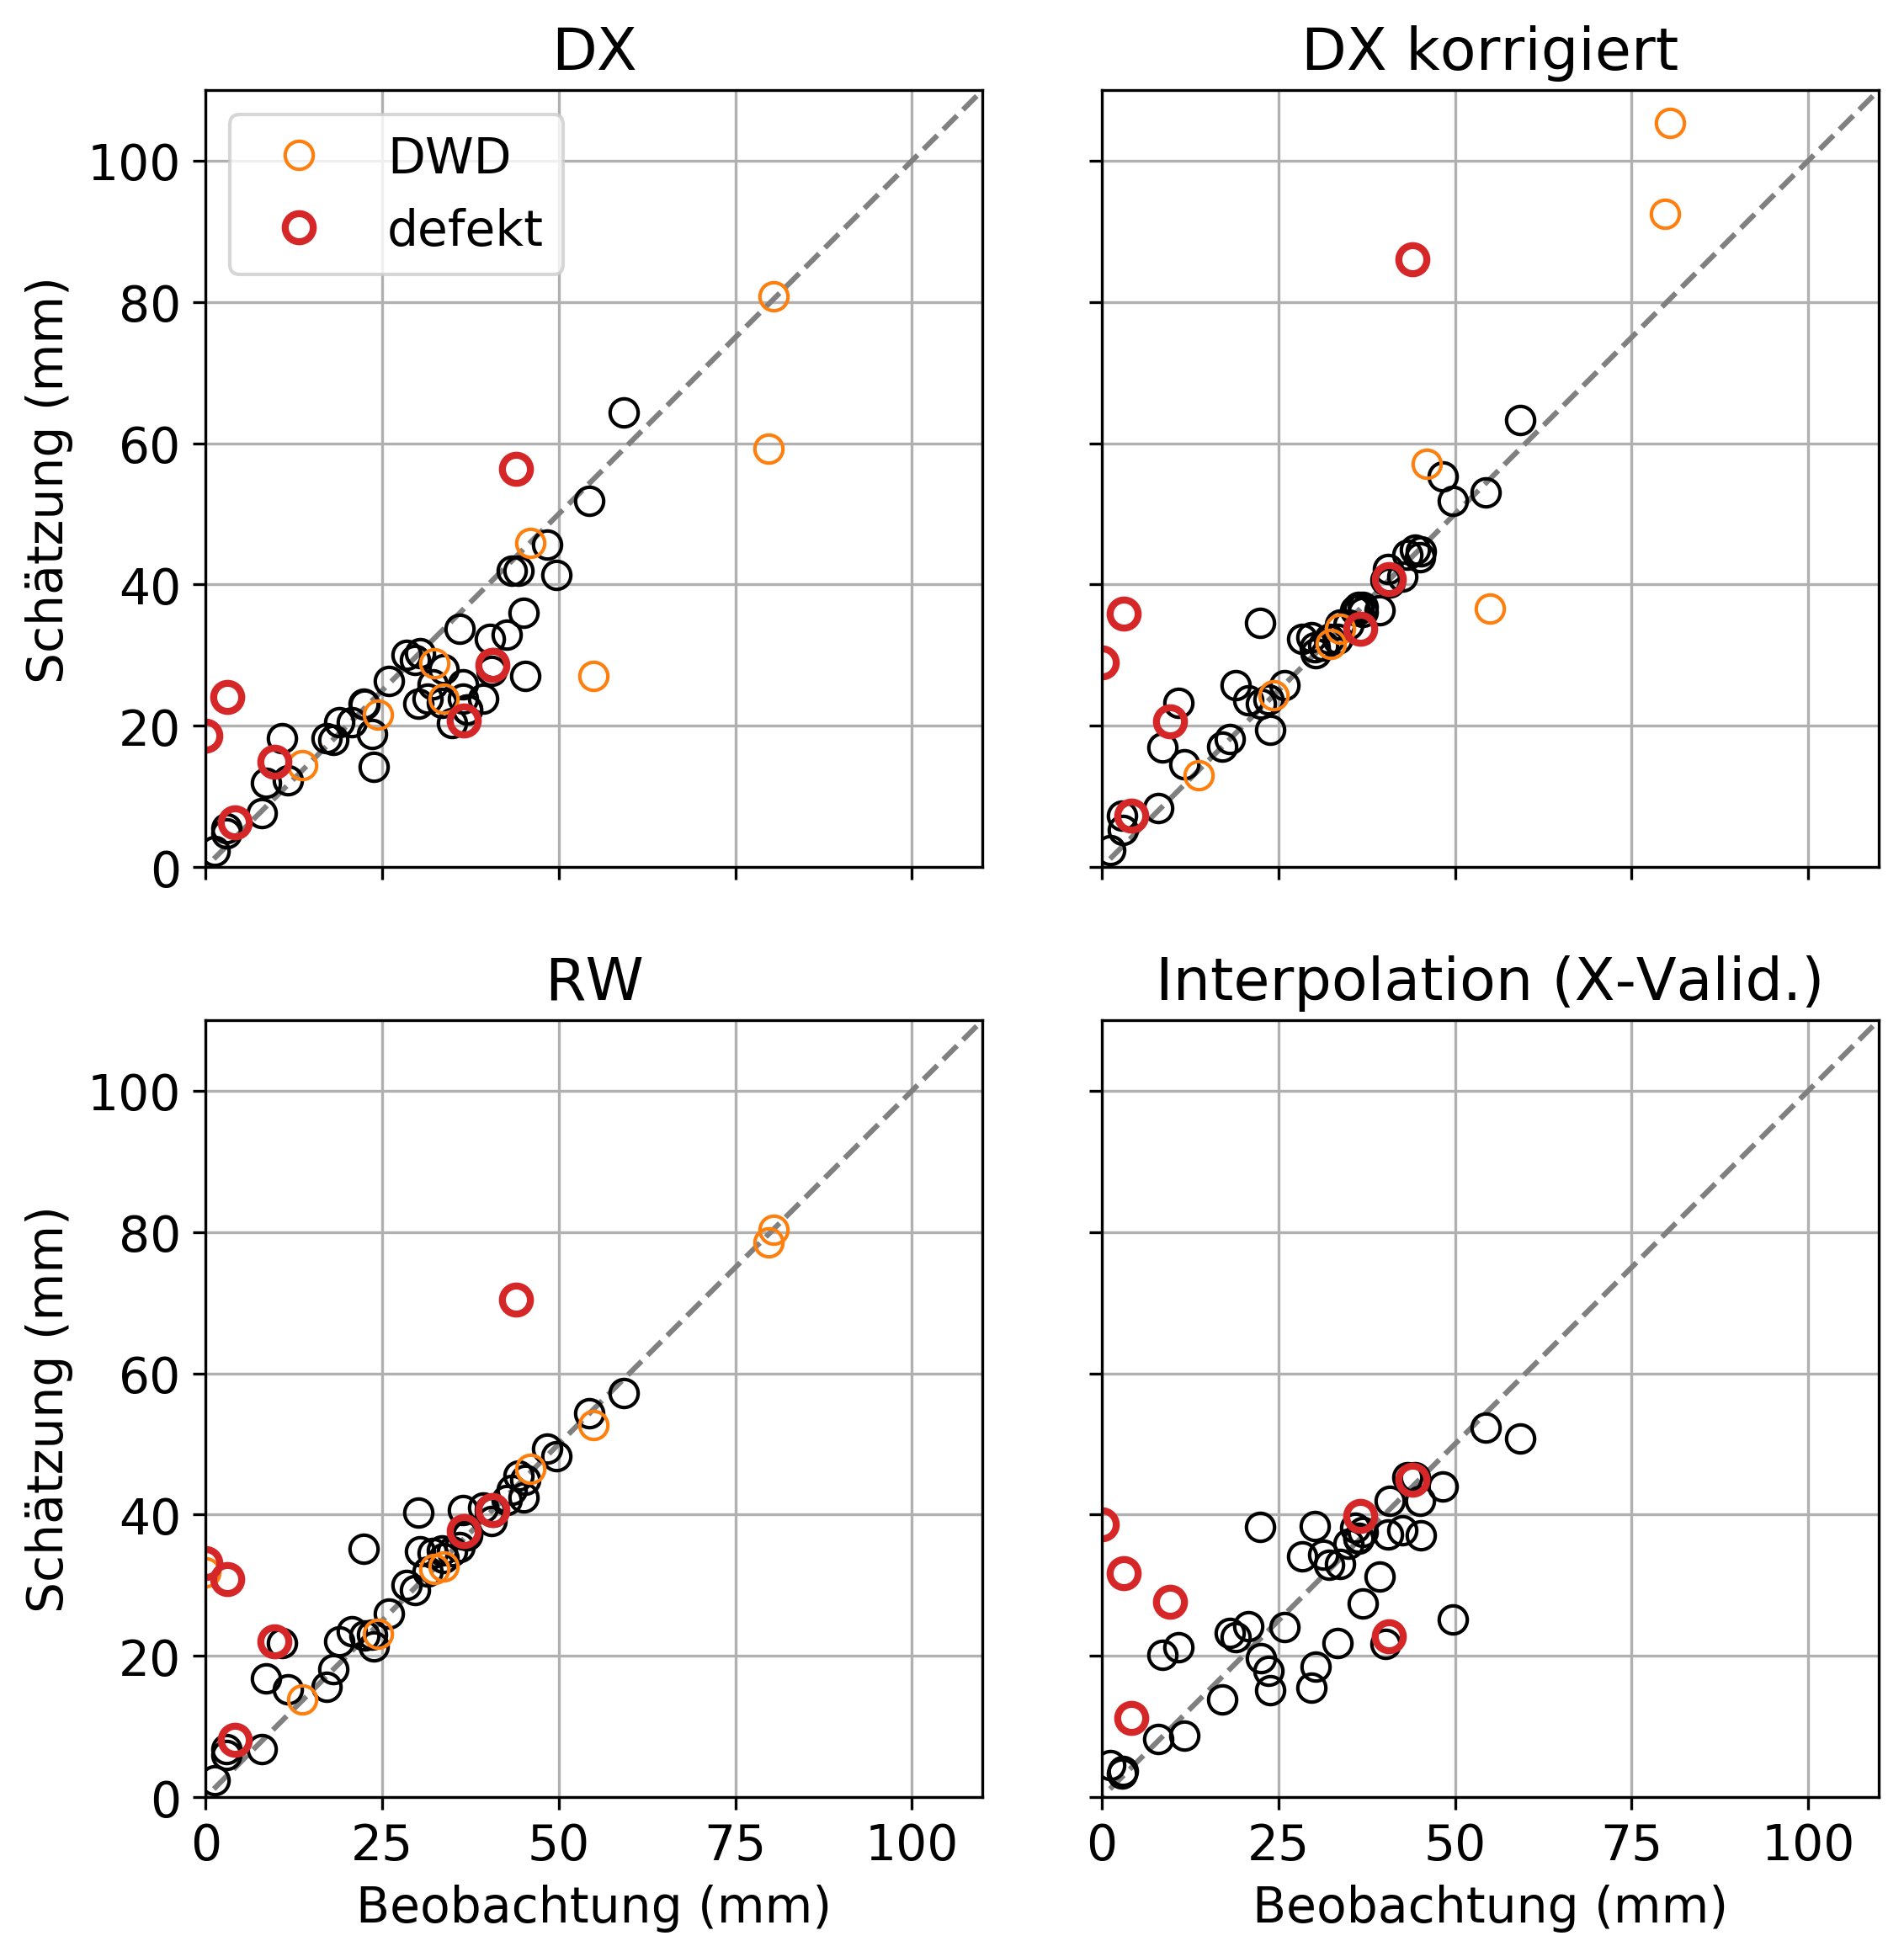 DX
DX korrigiert
Schätzung (mm)
100
80
60
40
20
0
DWD
defekt
RW
Interpolation (X-Valid.)
Schätzung (mm)
100
80
60
40
20
0
0 25 50 75 100
0 25 50 75 100
Beobachtung (mm)
Beobachtung (mm)